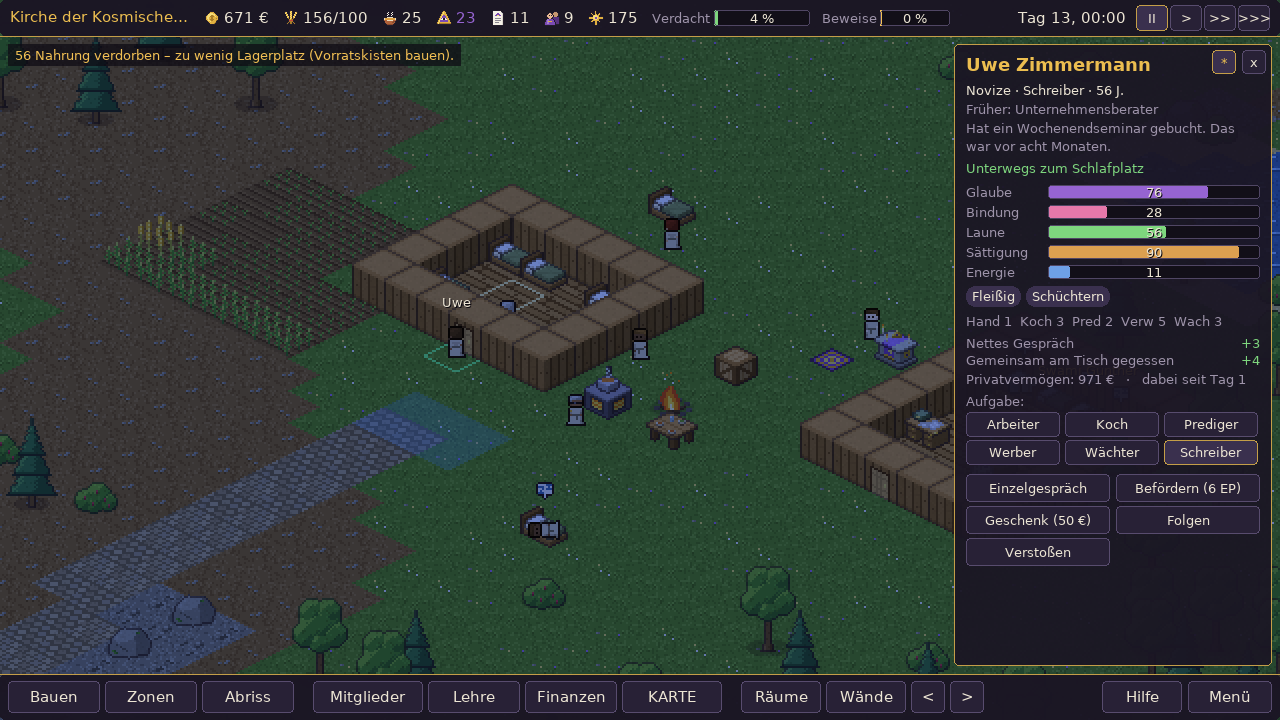 Kirche der Kosmische... 671 € 156/100 25 23 11 9 175 Verdacht 4 % Beweise 0 % Tag 13, 00:00 II > >> >>>
56 Nahrung verdorben – zu wenig Lagerplatz (Vorratskisten bauen).
Uwe
Uwe Zimmermann * x
Novize · Schreiber · 56 J.
Früher: Unternehmensberater
Hat ein Wochenendseminar gebucht. Das
war vor acht Monaten.
Unterwegs zum Schlafplatz
Glaube 76
Bindung 28
Laune 56
Sättigung 90
Energie 11
Fleißig Schüchtern
Hand 1 Koch 3 Pred 2 Verw 5 Wach 3
Nettes Gespräch +3
Gemeinsam am Tisch gegessen +4
Privatvermögen: 971 € · dabei seit Tag 1
Aufgabe:
Arbeiter Koch Prediger
Werber Wächter Schreiber
Einzelgespräch Befördern (6 EP)
Geschenk (50 €) Folgen
Verstoßen
Bauen Zonen Abriss Mitglieder Lehre Finanzen KARTE Räume Wände < > Hilfe Menü